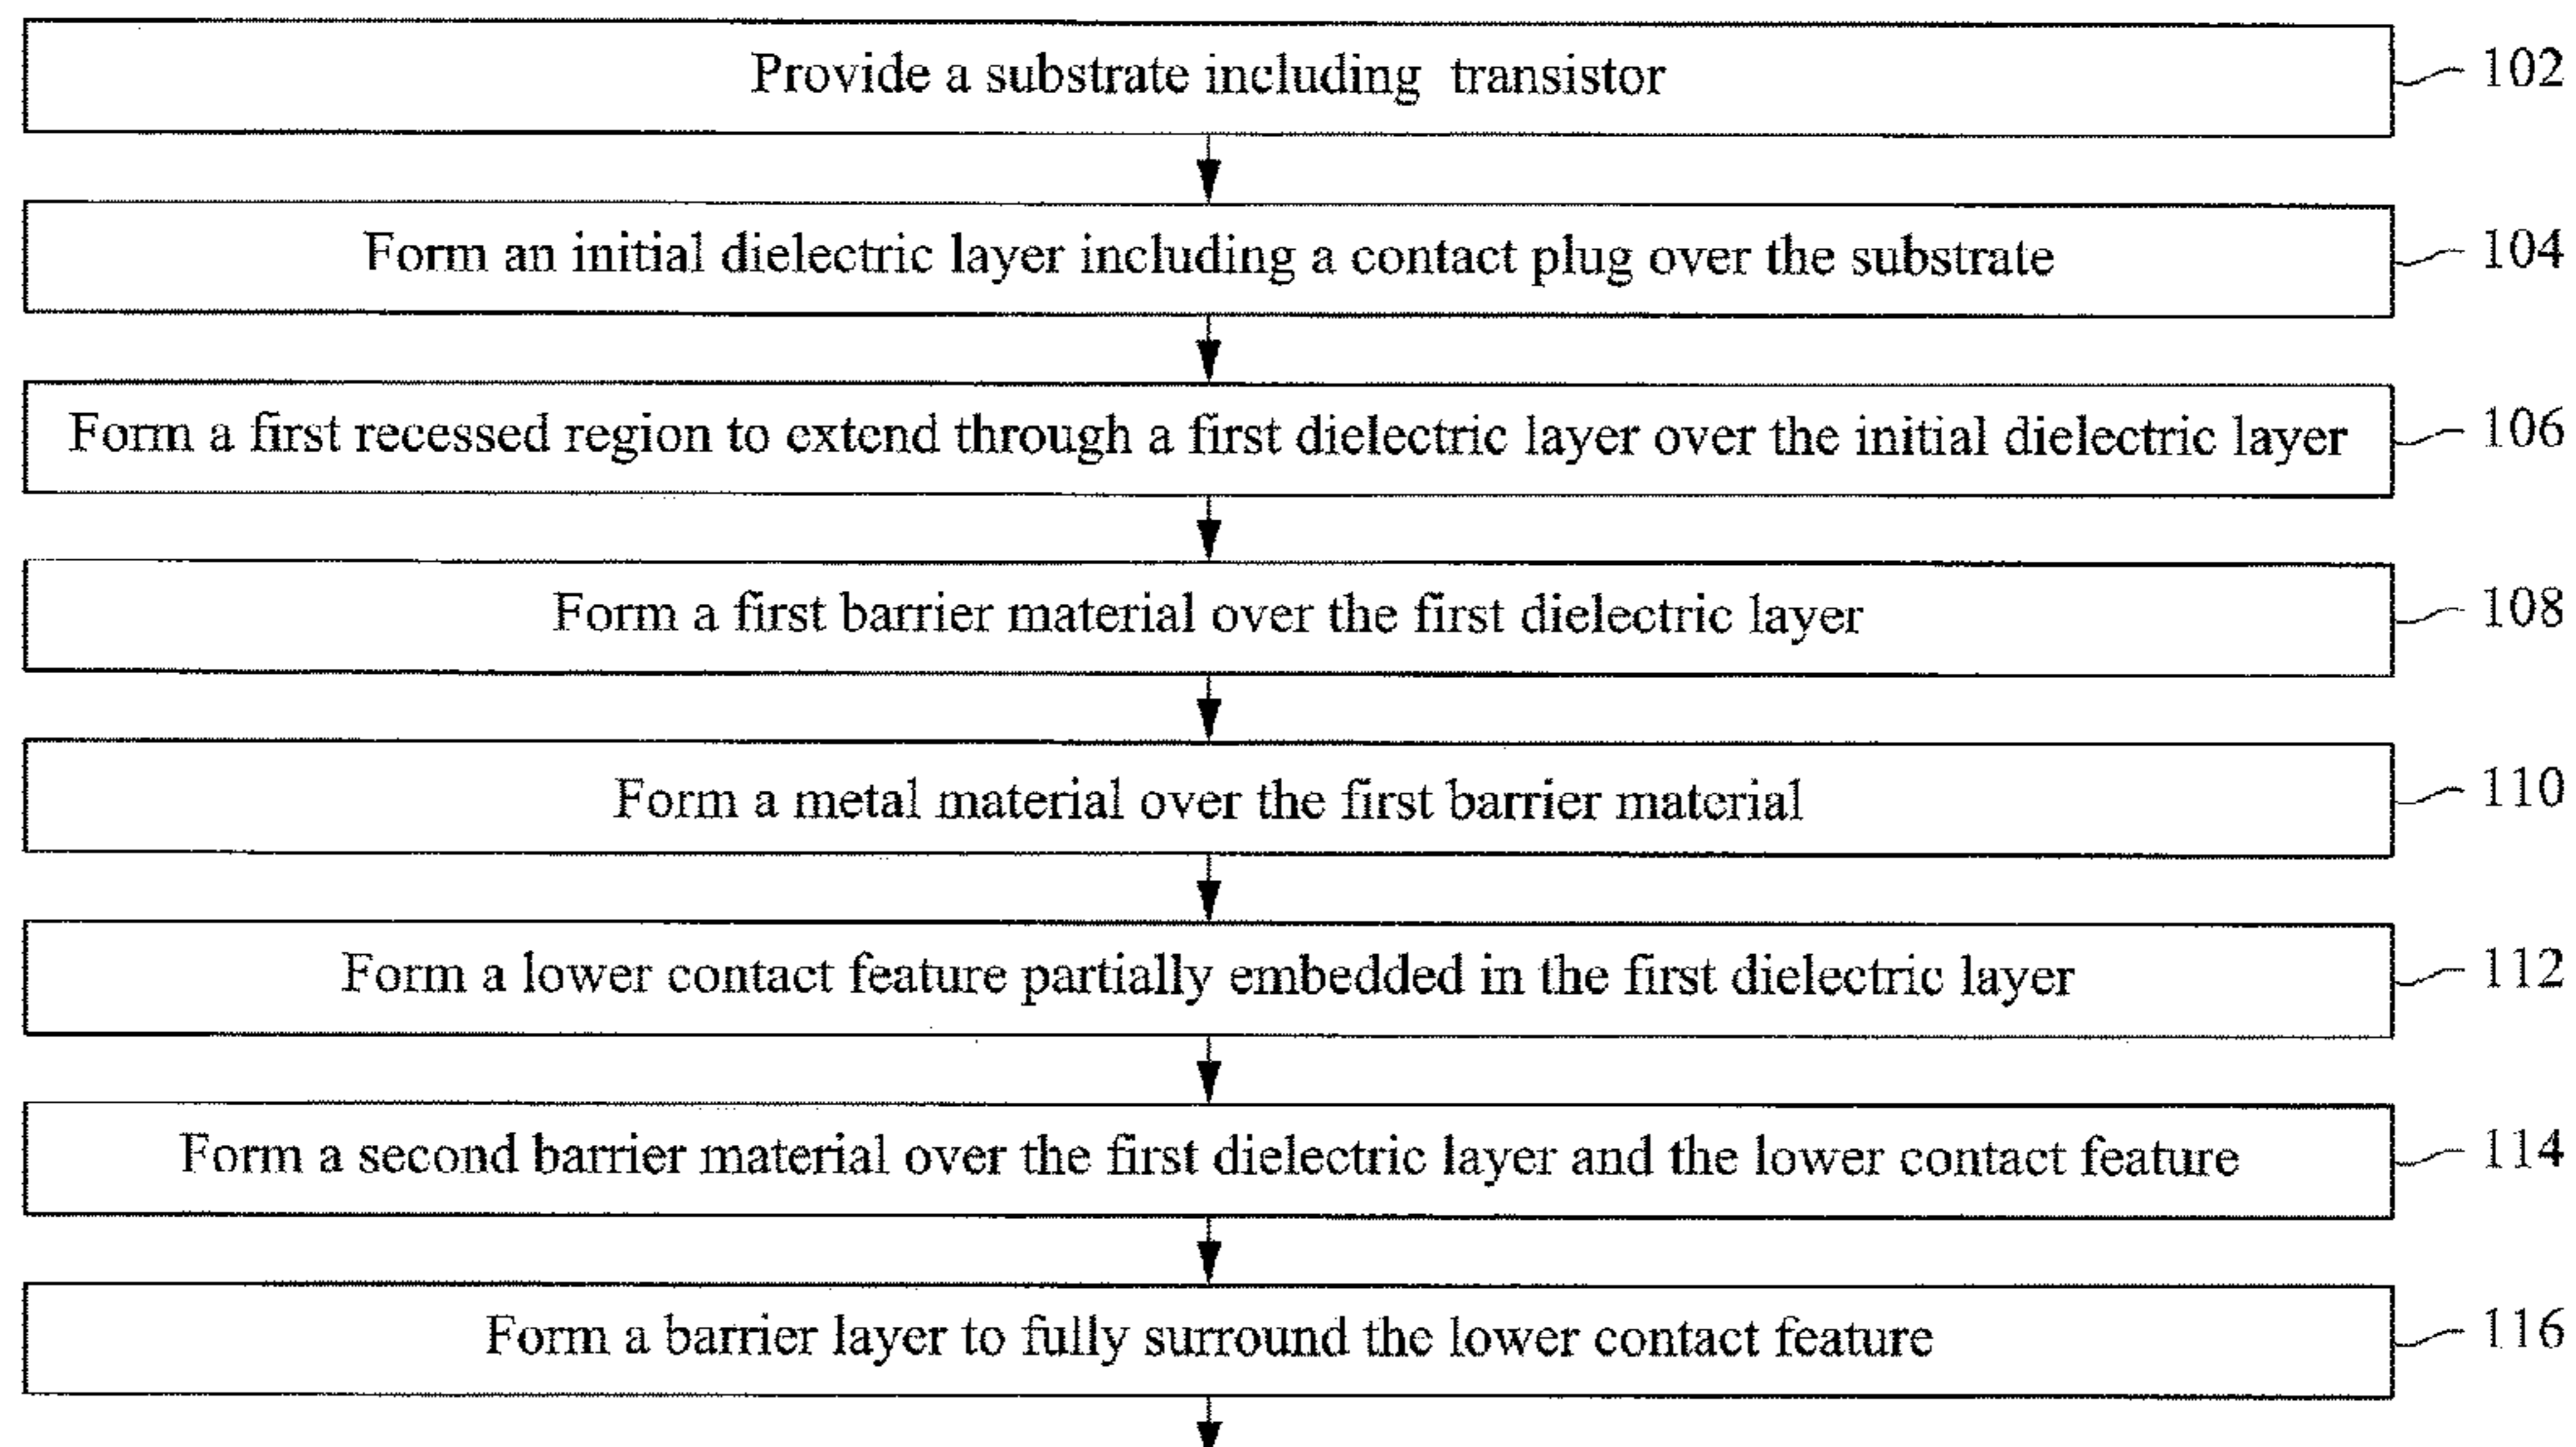 Provide a substrate including transistor 102
Form an initial dielectric layer including a contact plug over the substrate 104
Form a first recessed region to extend through a first dielectric layer over the initial dielectric layer 106
Form a first barrier material over the first dielectric layer 108
Form a metal material over the first barrier material 110
Form a lower contact feature partially embedded in the first dielectric layer 112
Form a second barrier material over the first dielectric layer and the lower contact feature 114
Form a barrier layer to fully surround the lower contact feature 116